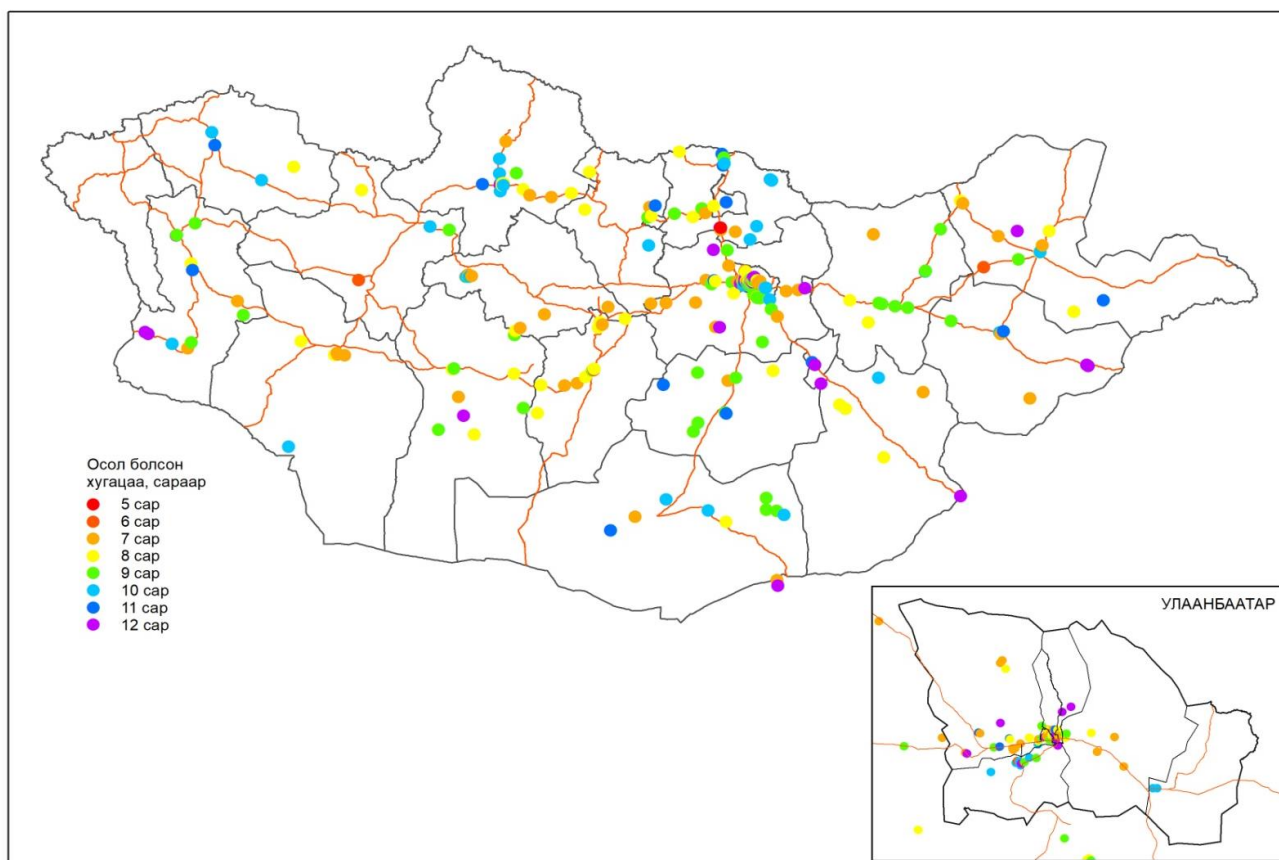 Осол болсон
хугацаа, сараар
5 сар
6 сар
7 сар
8 сар
9 сар
10 сар
11 сар
12 сар
УЛААНБААТАР